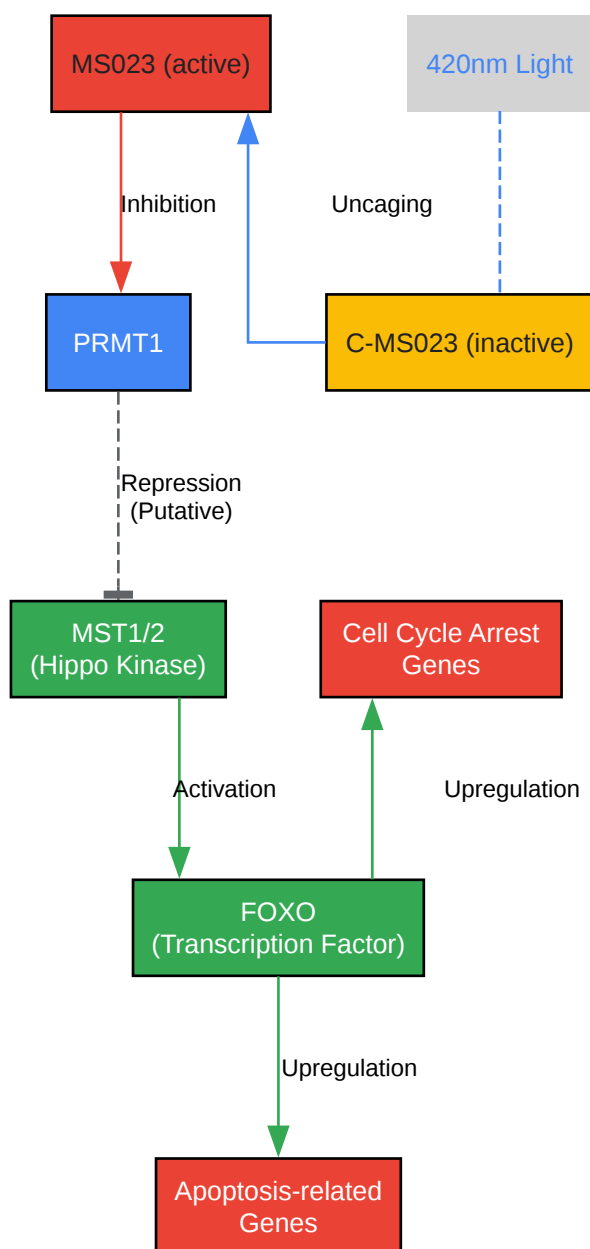 MS023 (active)
420nm Light
Inhibition
Uncaging
PRMT1
C-MS023 (inactive)
Repression
(Putative)
MST1/2
(Hippo Kinase)
Cell Cycle Arrest
Genes
Activation
Upregulation
FOXO
(Transcription Factor)
Upregulation
Apoptosis-related
Genes